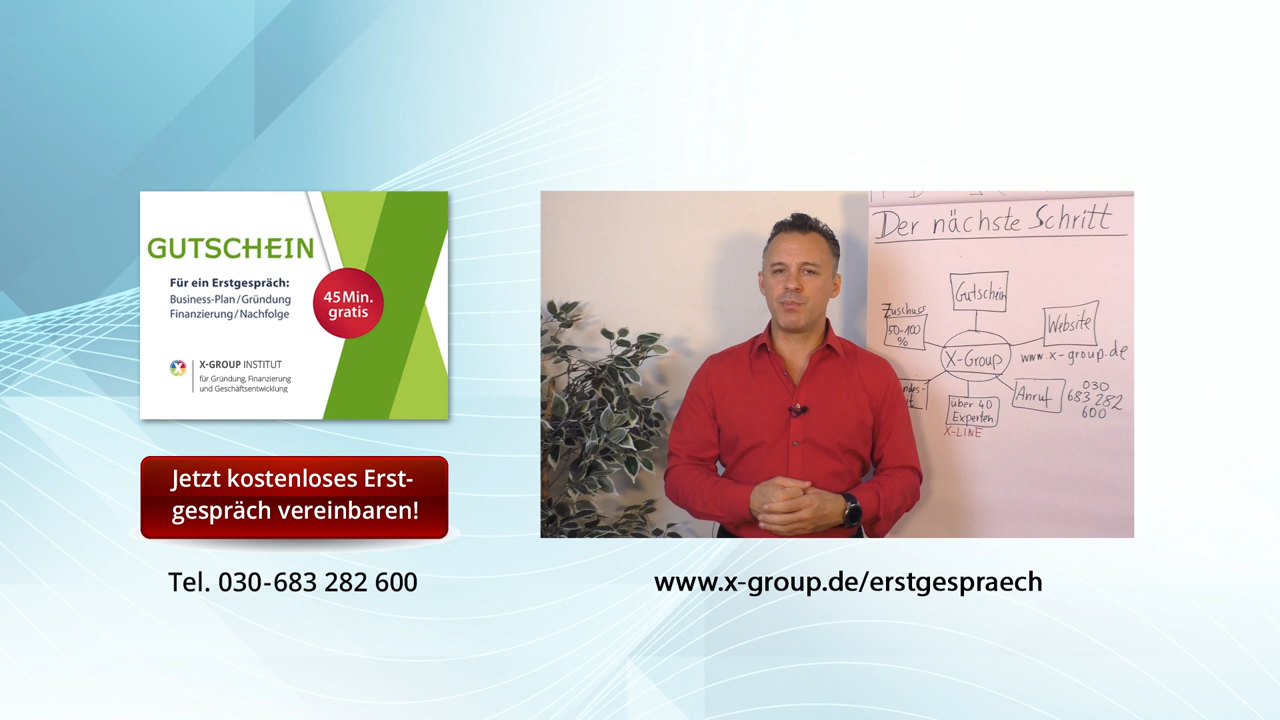 GUTSCHEIN
Für ein Erstgespräch:
Business-Plan/Gründung
Finanzierung/Nachfolge
45 Min.
gratis
X-GROUP INSTITUT
für Gründung, Finanzierung
und Geschäftsentwicklung
Jetzt kostenloses Erst-
gespräch vereinbaren!
Tel. 030-683 282 600
Der nächste Schritt
Gutschein
Zuschuss
50-100
%
Website
www.x-group.de
X-Group
Anruf
030
683 282
600
über 40
Experten
X-LINE
www.x-group.de/erstgespraech